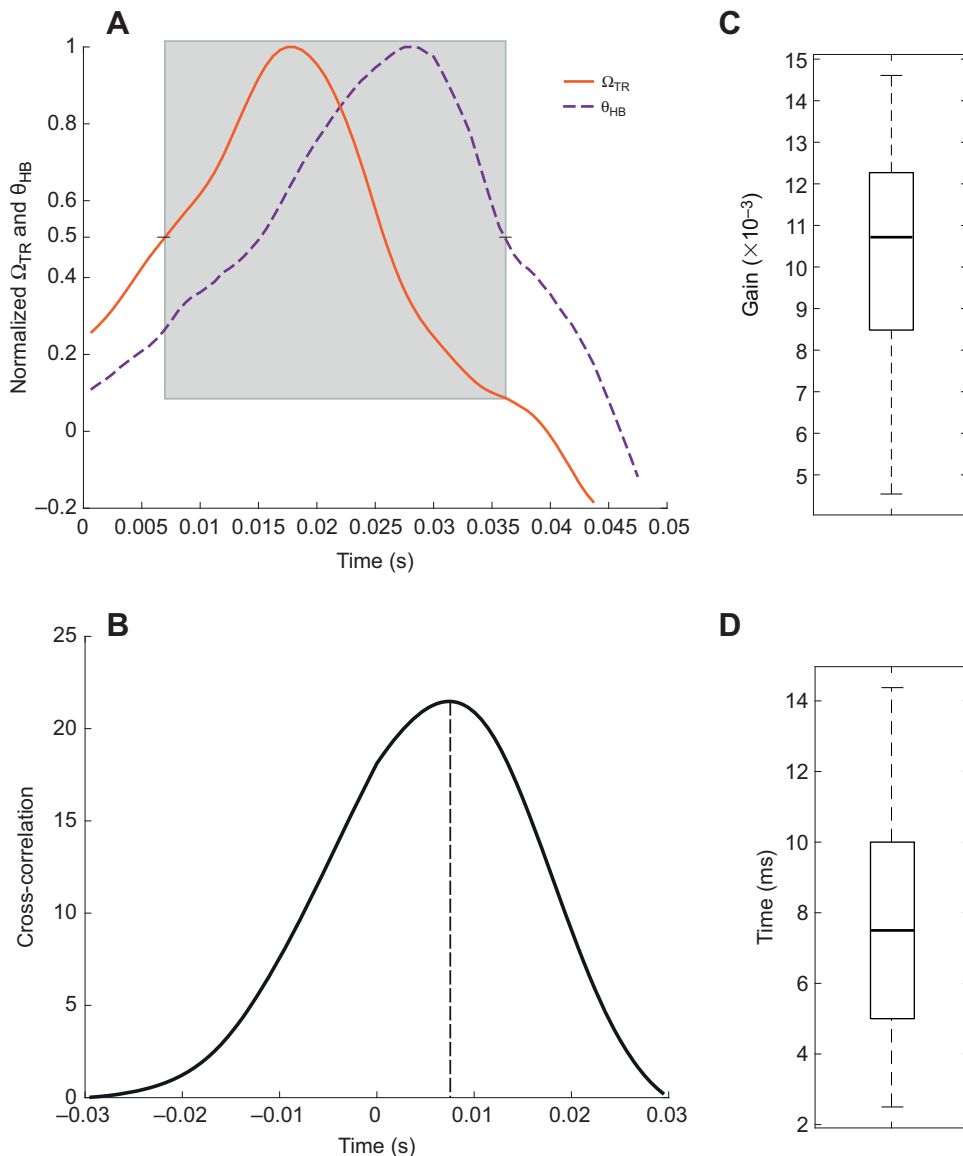 A
Normalized ΩTR and θHB
1
0.8
0.6
0.5
0.4
0.2
0
–0.2
0 0.005 0.01 0.015 0.02 0.025 0.03 0.035 0.04 0.045 0.05
Time (s)
ΩTR
θHB
C
Gain (×10–3)
15
14
13
12
11
10
9
8
7
6
5
B
Cross-correlation
25
20
15
10
5
0
–0.03 –0.02 –0.01 0 0.01 0.02 0.03
Time (s)
D
Time (ms)
14
12
10
8
6
4
2